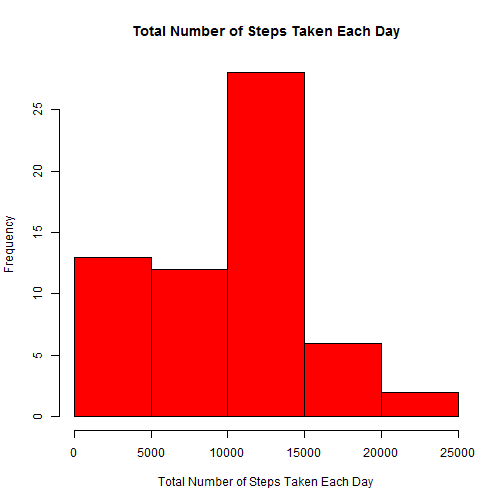 Total Number of Steps Taken Each Day
25
20
15
10
5
0
Frequency
0 5000 10000 15000 20000 25000
Total Number of Steps Taken Each Day